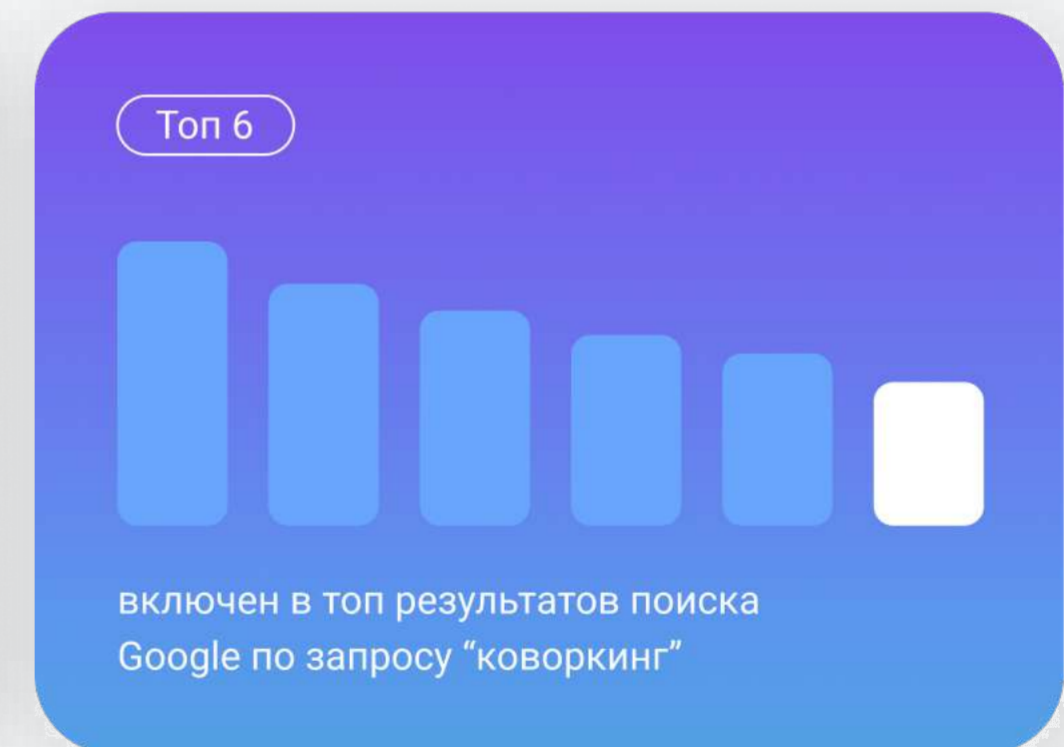 Топ 6
включен в топ результатов поиска
Google по запросу “коворкинг”